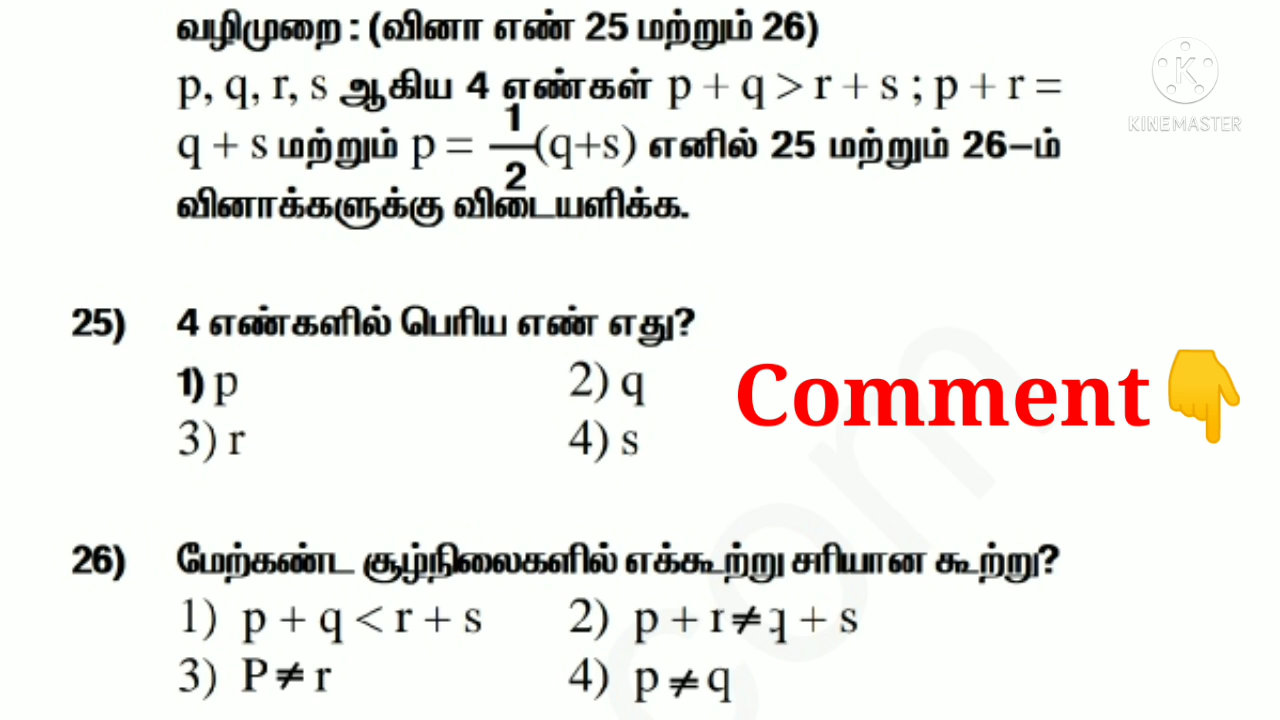 வழிமுறை : (வினா எண் 25 மற்றும் 26)
p, q, r, s ஆகிய 4 எண்கள் p + q > r + s ; p + r =
q + s மற்றும் p = 1/2(q+s) எனில் 25 மற்றும் 26–ம்
வினாக்களுக்கு விடையளிக்க.
K
KINEMASTER
25) 4 எண்களில் பெரிய எண் எது?
1) p 2) q
3) r 4) s
Comment👇
26) மேற்கண்ட சூழ்நிலைகளில் எக்கூற்று சரியான கூற்று?
1) p + q < r + s 2) p + r ≠ q + s
3) P ≠ r 4) p ≠ q